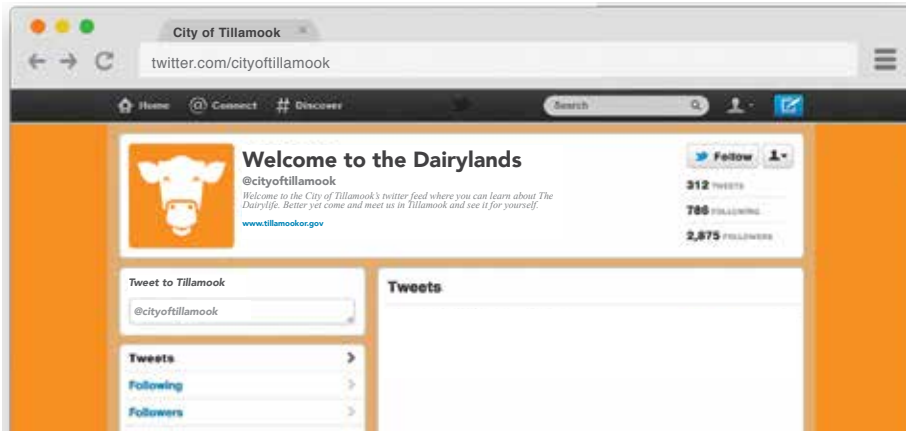 City of Tillamook
twitter.com/cityoftillamook
Home @ Connect # Discover Search
Welcome to the Dairylands
@cityoftillamook
Welcome to the City of Tillamook's twitter feed where you can learn about The
Dairylife. Better yet come and meet us in Tillamook and see it for yourself.
www.tillamookor.gov
Follow
312 TWEETS
786 FOLLOWING
2,875 FOLLOWERS
Tweet to Tillamook
@cityoftillamook
Tweets
Following
Followers
Tweets